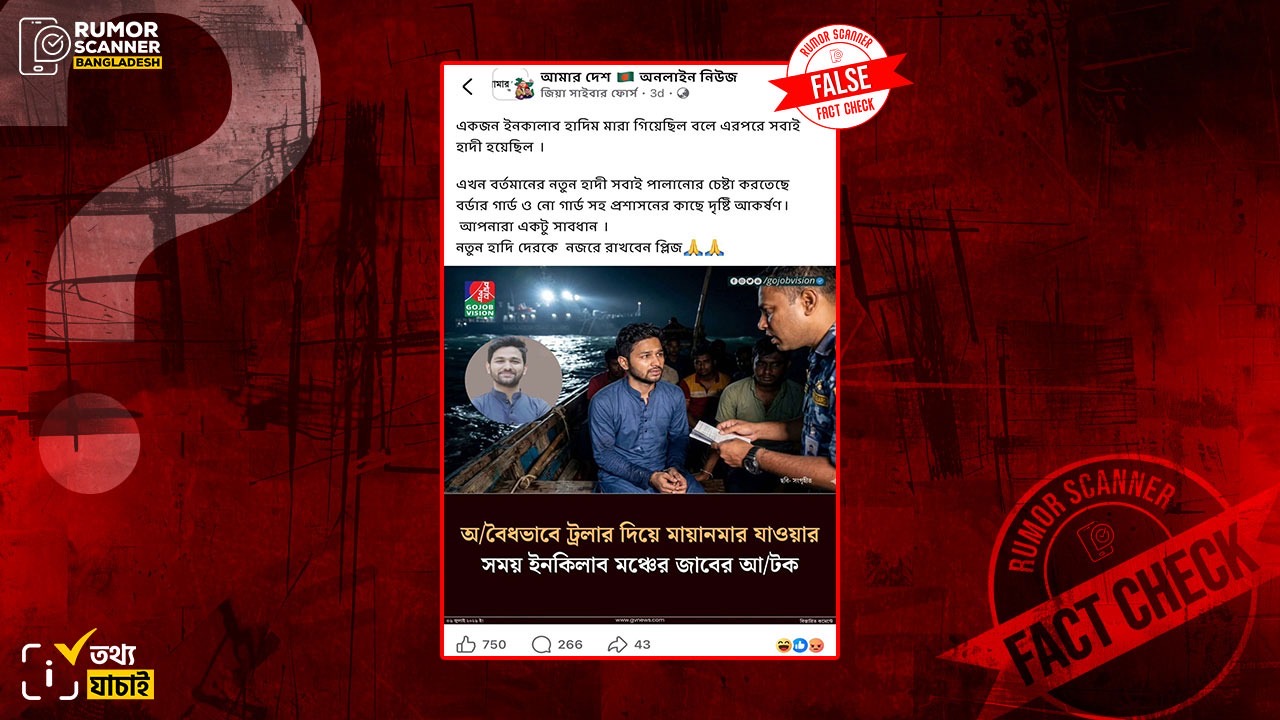 RUMOR
SCANNER
BANGLADESH
RUMOR SCANNER
FALSE
FACT CHECK
আমার দেশ 🇧🇩 অনলাইন নিউজ
জিয়া সাইবার ফোর্স · 3d ·
একজন ইনকালাব হাদিম মারা গিয়েছিল বলে এরপরে সবাই
হাদী হয়েছিল ।
এখন বর্তমানের নতুন হাদী সবাই পালানোর চেষ্টা করতেছে
বর্ডার গার্ড ও নো গার্ড সহ প্রশাসনের কাছে দৃষ্টি আকর্ষণ।
আপনারা একটু সাবধান ।
নতুন হাদি দেরকে নজরে রাখবেন প্লিজ🙏🙏
GOJOB
VISION
/gojobvision
ছবি- সংগৃহীত
অ/বৈধভাবে ট্রলার দিয়ে মায়ানমার যাওয়ার
সময় ইনকিলাব মঞ্চের জাবের আ/টক
www.gvnews.com
বিস্তারিত কমেন্টে
750
266
43
RUMOR SCANNER
FACT CHECK
তথ্য
যাচাই